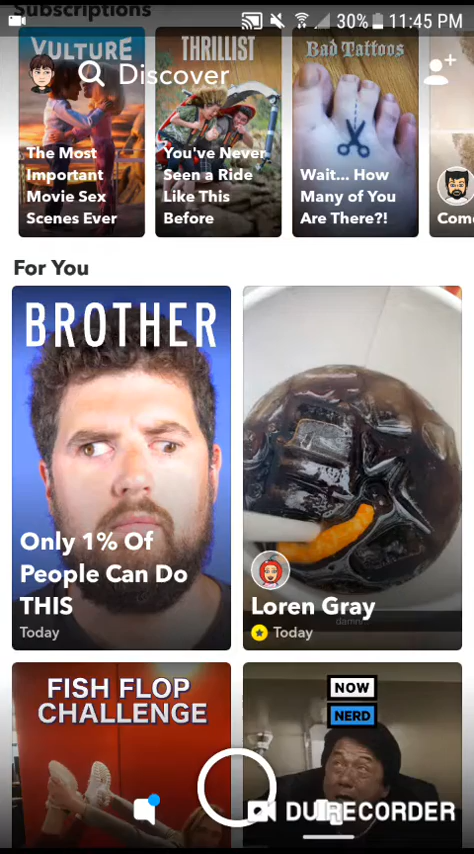 Subscriptions
30% 11:45 PM
Discover
VULTURE
The Most
Important
Movie Sex
Scenes Ever
THRILLIST
You've Never
Seen a Ride
Like This
Before
Bad Tattoos
Wait... How
Many of You
Are There?!
Com
For You
BROTHER
Only 1% Of
People Can Do
THIS
Today
damn
Loren Gray
Today
FISH FLOP
CHALLENGE
NOW
NERD
DU RECORDER